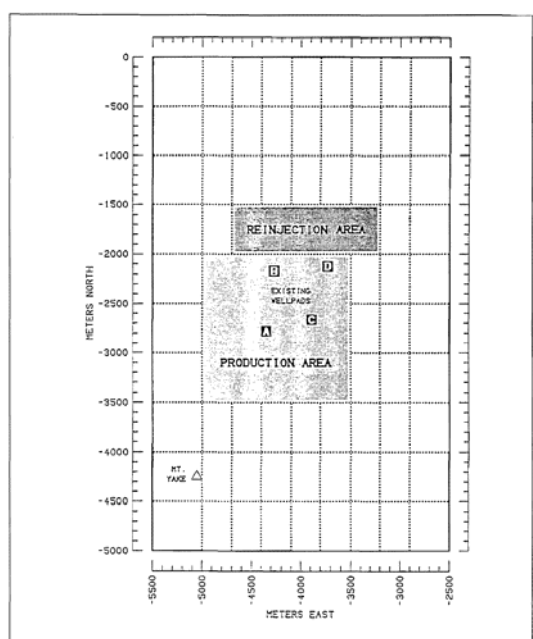 0
-500
-1000
-1500
REINJECTION AREA
-2000
B
D
EXISTING
WELLPADS
METERS NORTH
-2500
A
C
-3000
PRODUCTION AREA
-3500
-4000
MT.
YAKE
-4500
-5000
-5500
-5000
-4500
-4000
-3500
-3000
-2500
METERS EAST